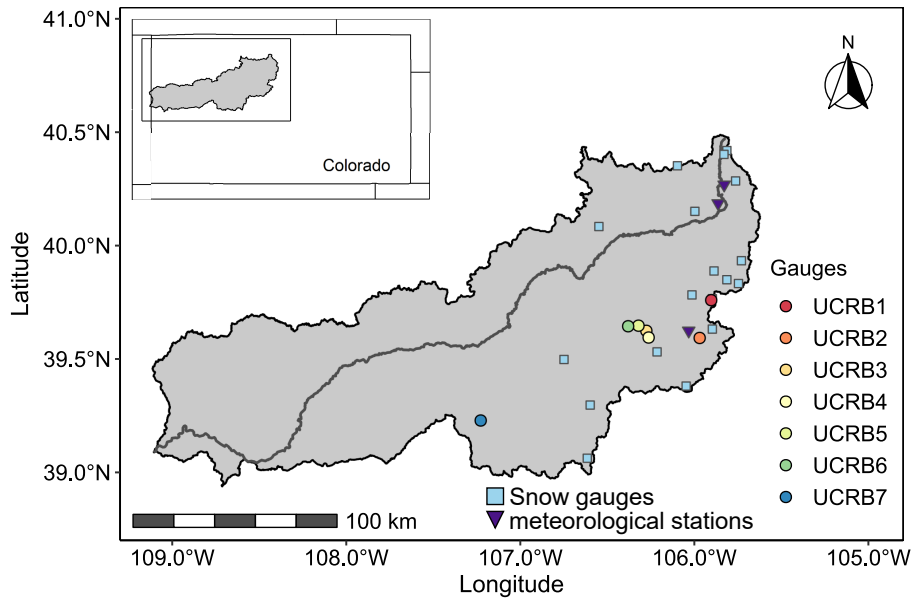 41.0°N
40.5°N
40.0°N
39.5°N
39.0°N
Latitude
Colorado
N
Gauges
UCRB1
UCRB2
UCRB3
UCRB4
UCRB5
UCRB6
UCRB7
Snow gauges
meteorological stations
100 km
109.0°W 108.0°W 107.0°W 106.0°W 105.0°W
Longitude